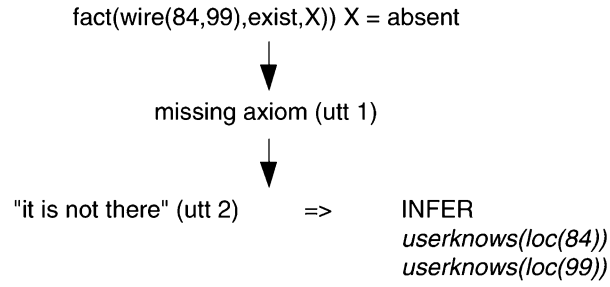 fact(wire(84,99),exist,X)) X = absent
missing axiom (utt 1)
"it is not there" (utt 2) => INFER
userknows(loc(84))
userknows(loc(99))